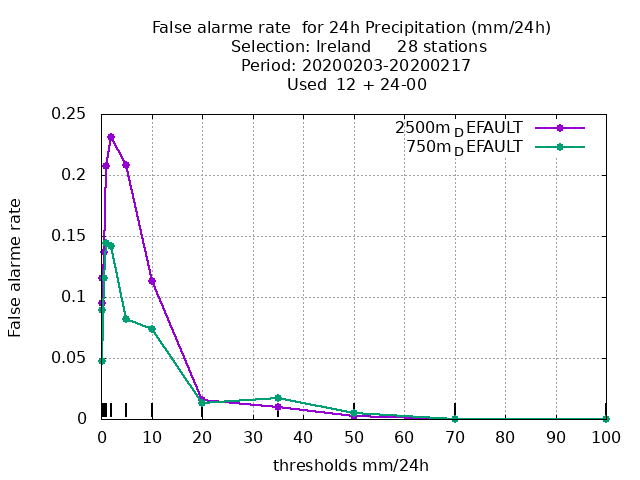 False alarme rate  for 24h Precipitation (mm/24h)
Selection: Ireland     28 stations
Period: 20200203-20200217
Used  12 + 24-00
0.25
0.2
0.15
0.1
0.05
0
False alarme rate
2500m_DEFAULT
750m_DEFAULT
0 10 20 30 40 50 60 70 80 90 100
thresholds mm/24h